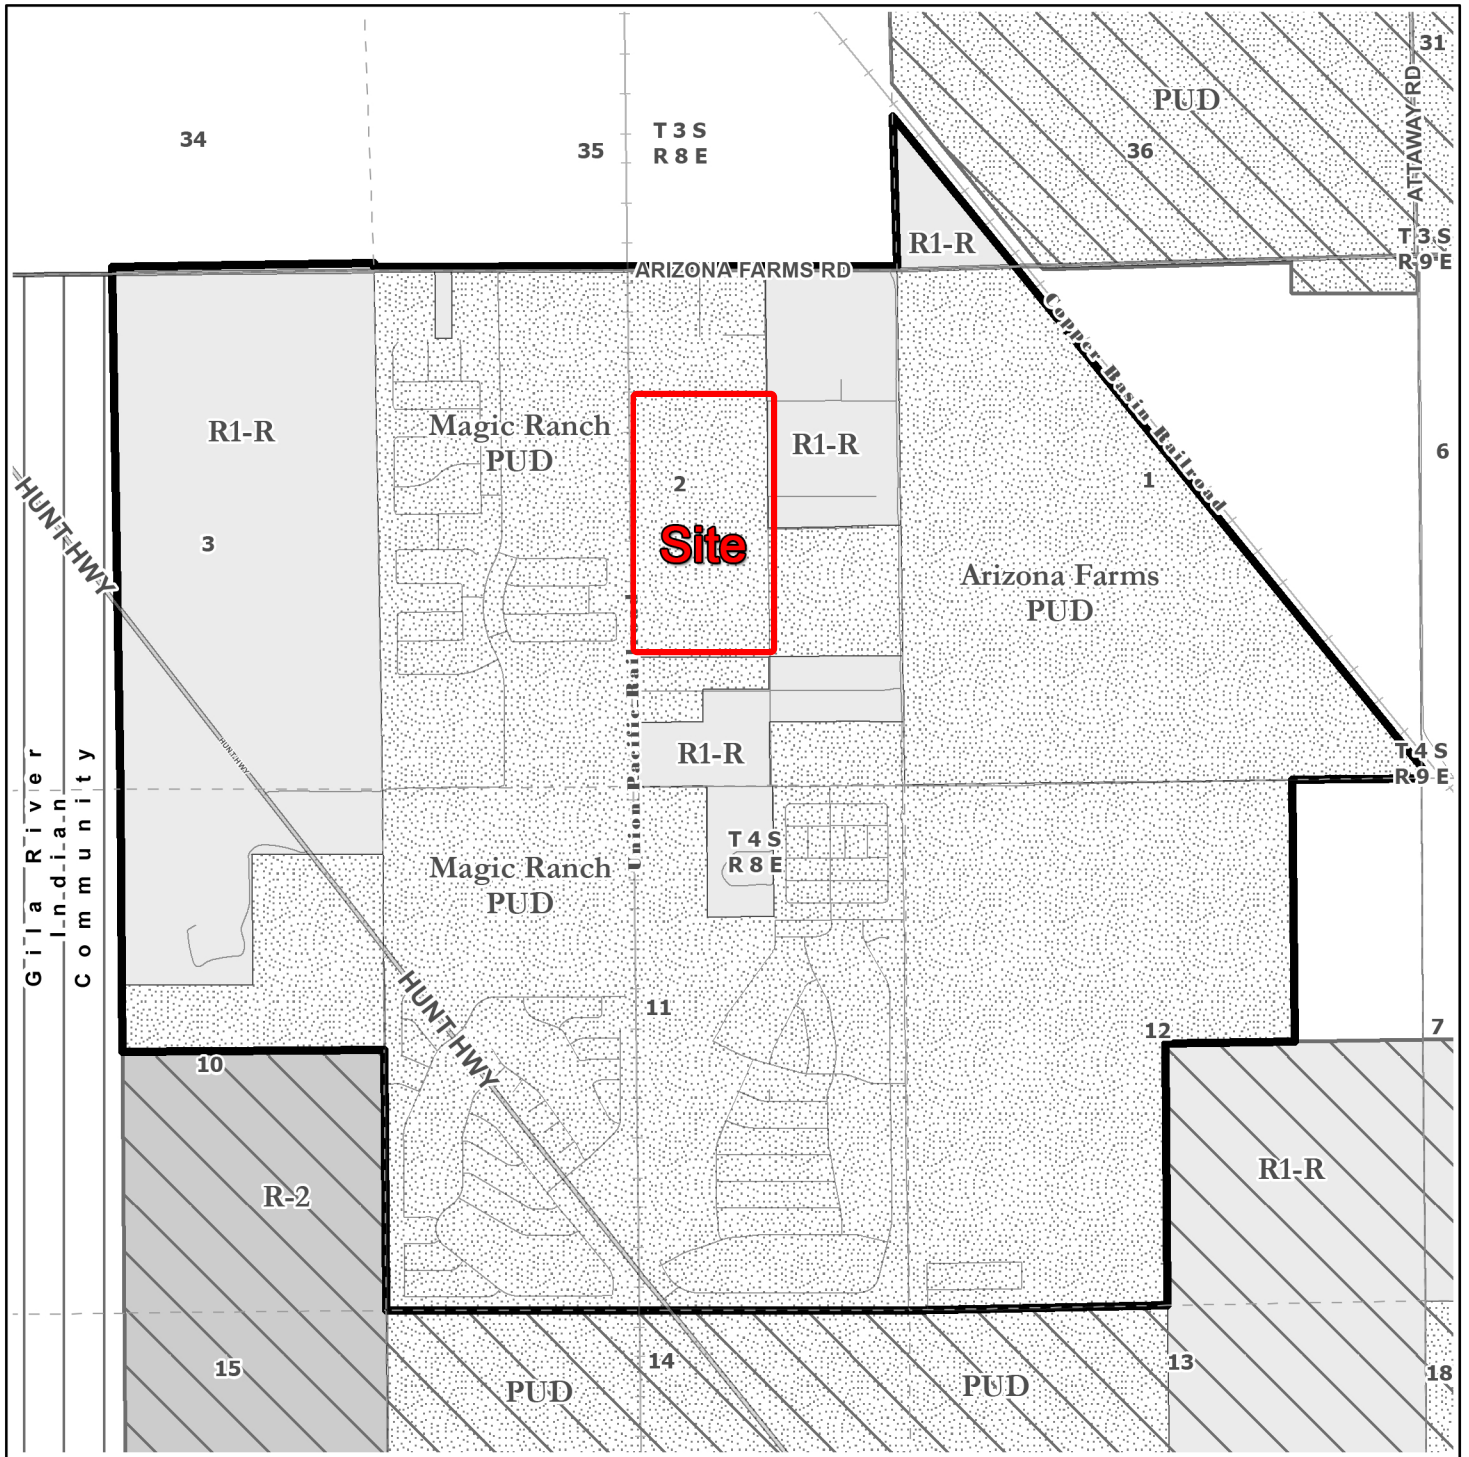 31
PUD
ATTAWAY RD
34
35
T 3 S
R 8 E
36
R1-R
T 3 S
R 9 E
ARIZONA FARMS RD
Copper Basin Railroad
R1-R
Magic Ranch
PUD
R1-R
6
2
1
HUNT HWY
3
Site
Arizona Farms
PUD
Union Pacific Rail
HUNT HWY
R1-R
T 4 S
R 9 E
Gila River
Indian
Community
T 4 S
R 8 E
Magic Ranch
PUD
HUNT HWY
11
12
7
10
R-2
R1-R
15
14
13
18
PUD
PUD